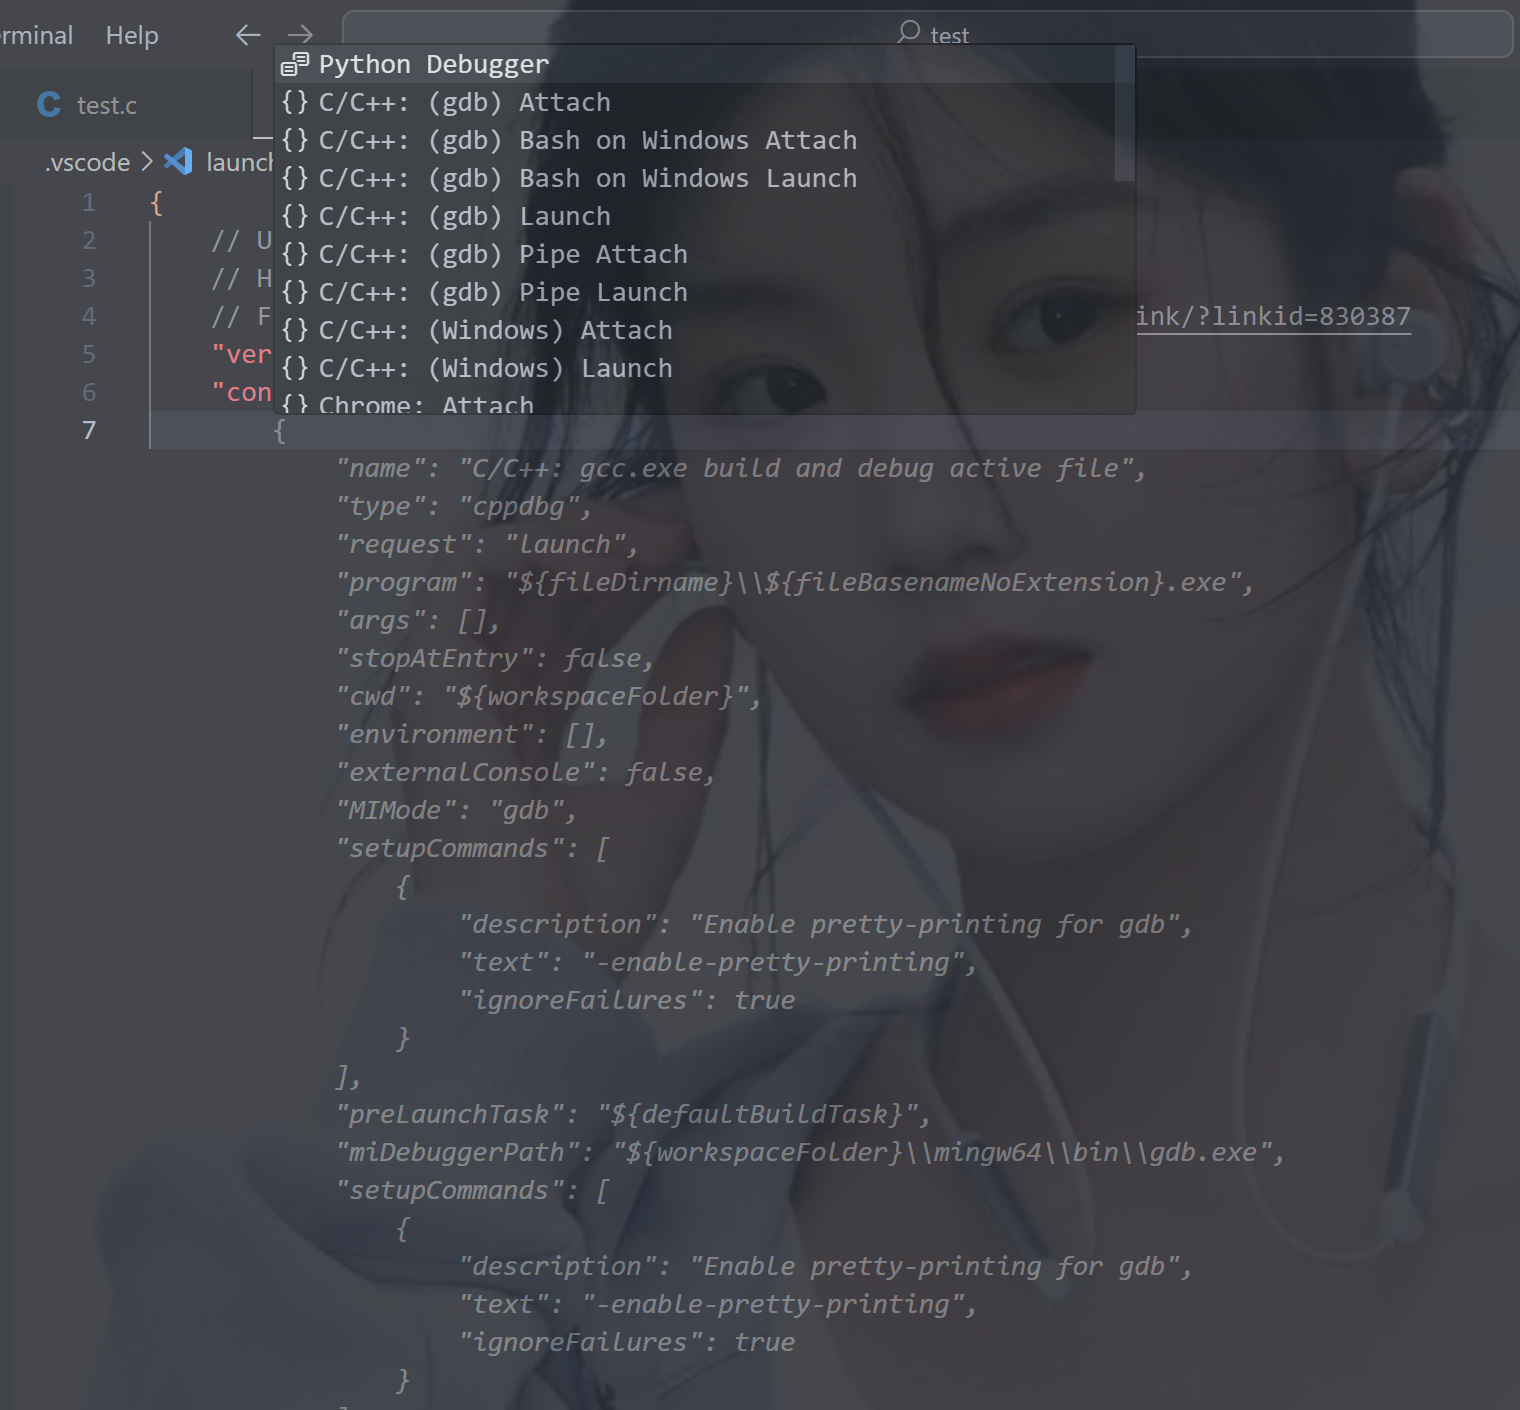 erminal Help test
Python Debugger
test.c
C/C++: (gdb) Attach
C/C++: (gdb) Bash on Windows Attach
.vscode > launch
C/C++: (gdb) Bash on Windows Launch
1 {
C/C++: (gdb) Launch
2 // U
C/C++: (gdb) Pipe Attach
3 // H
C/C++: (gdb) Pipe Launch
4 // F ink/?linkid=830387
C/C++: (Windows) Attach
5 "ver
C/C++: (Windows) Launch
6 "con
Chrome: Attach
7 {
"name": "C/C++: gcc.exe build and debug active file",
"type": "cppdbg",
"request": "launch",
"program": "${fileDirname}\\${fileBasenameNoExtension}.exe",
"args": [],
"stopAtEntry": false,
"cwd": "${workspaceFolder}",
"environment": [],
"externalConsole": false,
"MIMode": "gdb",
"setupCommands": [
{
"description": "Enable pretty-printing for gdb",
"text": "-enable-pretty-printing",
"ignoreFailures": true
}
],
"preLaunchTask": "${defaultBuildTask}",
"miDebuggerPath": "${workspaceFolder}\\mingw64\\bin\\gdb.exe",
"setupCommands": [
{
"description": "Enable pretty-printing for gdb",
"text": "-enable-pretty-printing",
"ignoreFailures": true
}